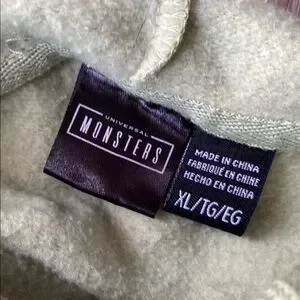 UNIVERSAL
MONSTERS
MADE IN CHINA
FABRIQUÉ EN CHINE
HECHO EN CHINA
XL/TG/EG